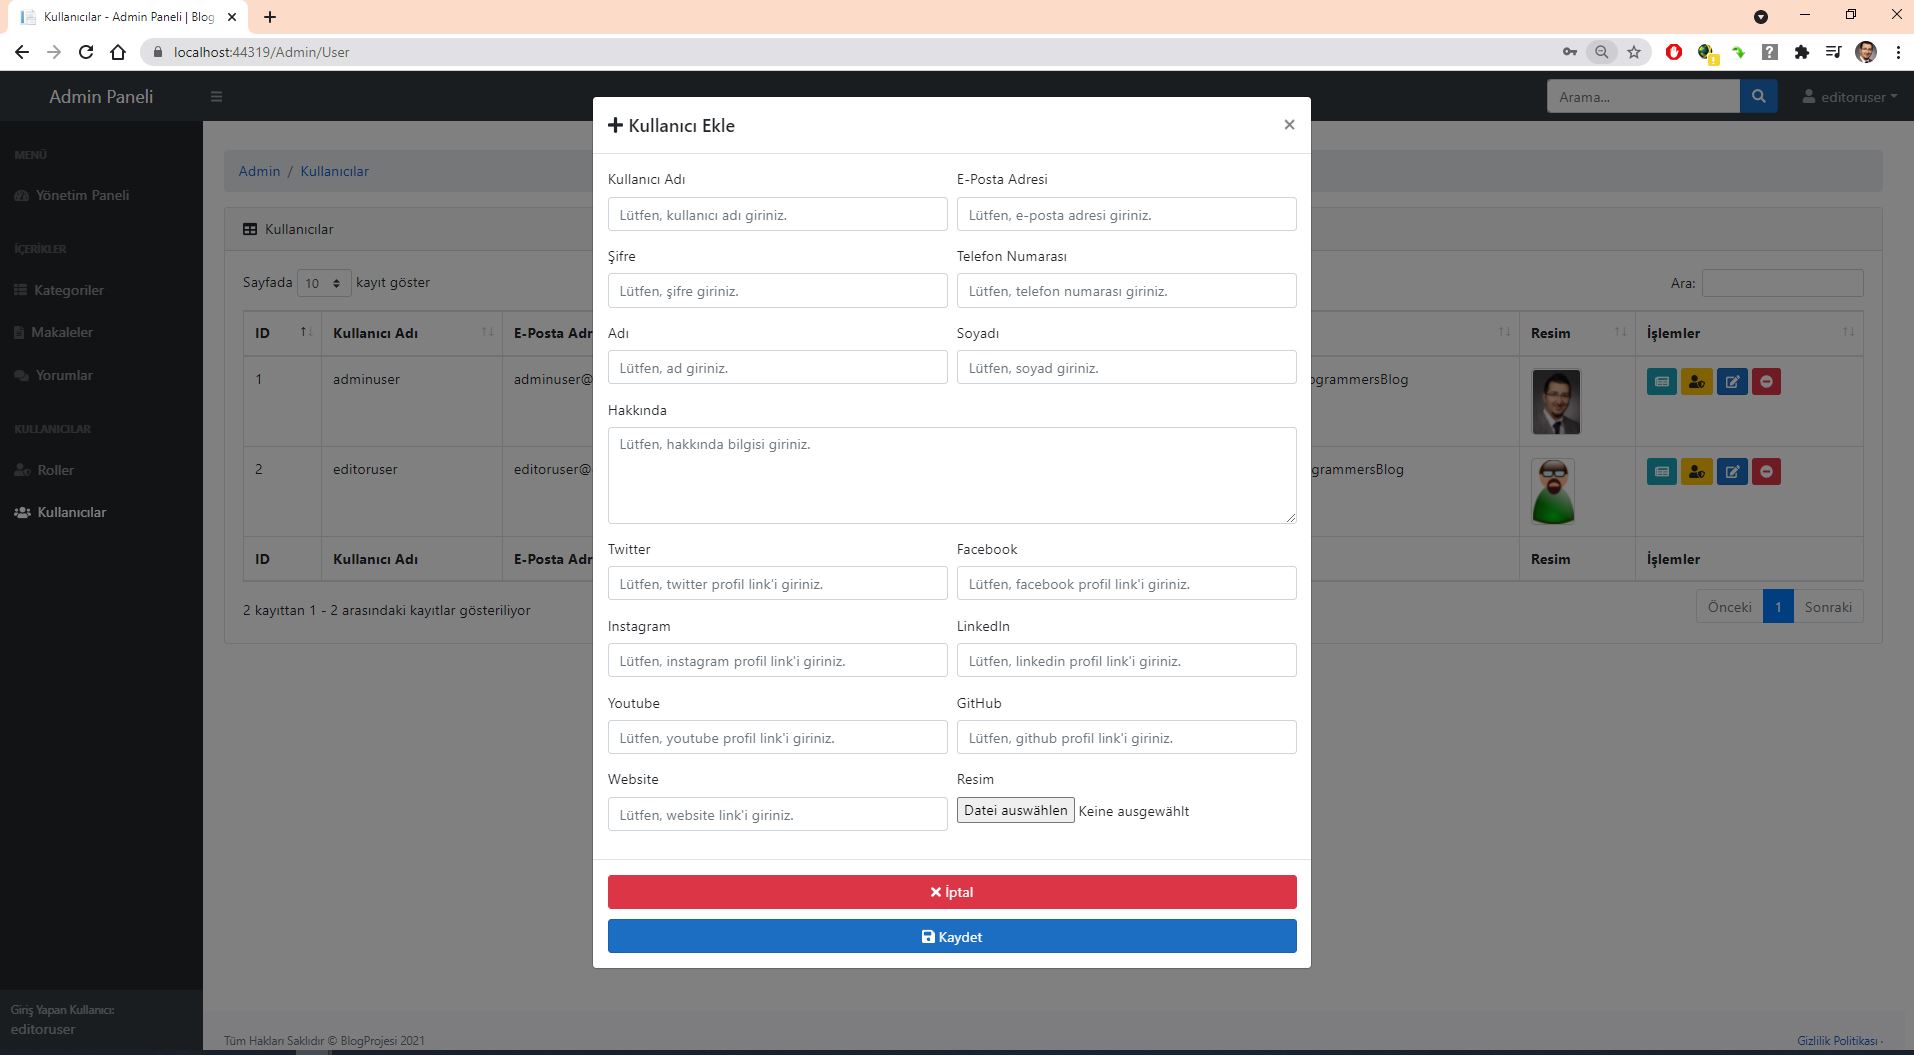 Kullanıcılar - Admin Paneli | Blog
localhost:44319/Admin/User
Admin Paneli
Arama...
editoruser
MENÜ
Yönetim Paneli
İÇERİKLER
Kategoriler
Makaleler
Yorumlar
KULLANICILAR
Roller
Kullanıcılar
Giriş Yapan Kullanıcı:
editoruser
Admin / Kullanıcılar
Kullanıcılar
Sayfada 10 kayıt göster
Ara:
ID Kullanıcı Adı E-Posta Adr Resim İşlemler
1 adminuser adminuser@ ogrammersBlog
2 editoruser editoruser@ grammersBlog
ID Kullanıcı Adı E-Posta Adr Resim İşlemler
2 kayıttan 1 - 2 arasındaki kayıtlar gösteriliyor
Önceki 1 Sonraki
Kullanıcı Ekle
Kullanıcı Adı E-Posta Adresi
Lütfen, kullanıcı adı giriniz. Lütfen, e-posta adresi giriniz.
Şifre Telefon Numarası
Lütfen, şifre giriniz. Lütfen, telefon numarası giriniz.
Adı Soyadı
Lütfen, ad giriniz. Lütfen, soyad giriniz.
Hakkında
Lütfen, hakkında bilgisi giriniz.
Twitter Facebook
Lütfen, twitter profil link'i giriniz. Lütfen, facebook profil link'i giriniz.
Instagram LinkedIn
Lütfen, instagram profil link'i giriniz. Lütfen, linkedin profil link'i giriniz.
Youtube GitHub
Lütfen, youtube profil link'i giriniz. Lütfen, github profil link'i giriniz.
Website Resim
Lütfen, website link'i giriniz. Datei auswählen Keine ausgewählt
İptal
Kaydet
Tüm Hakları Saklıdır © BlogProjesi 2021
Gizlilik Politikası ·